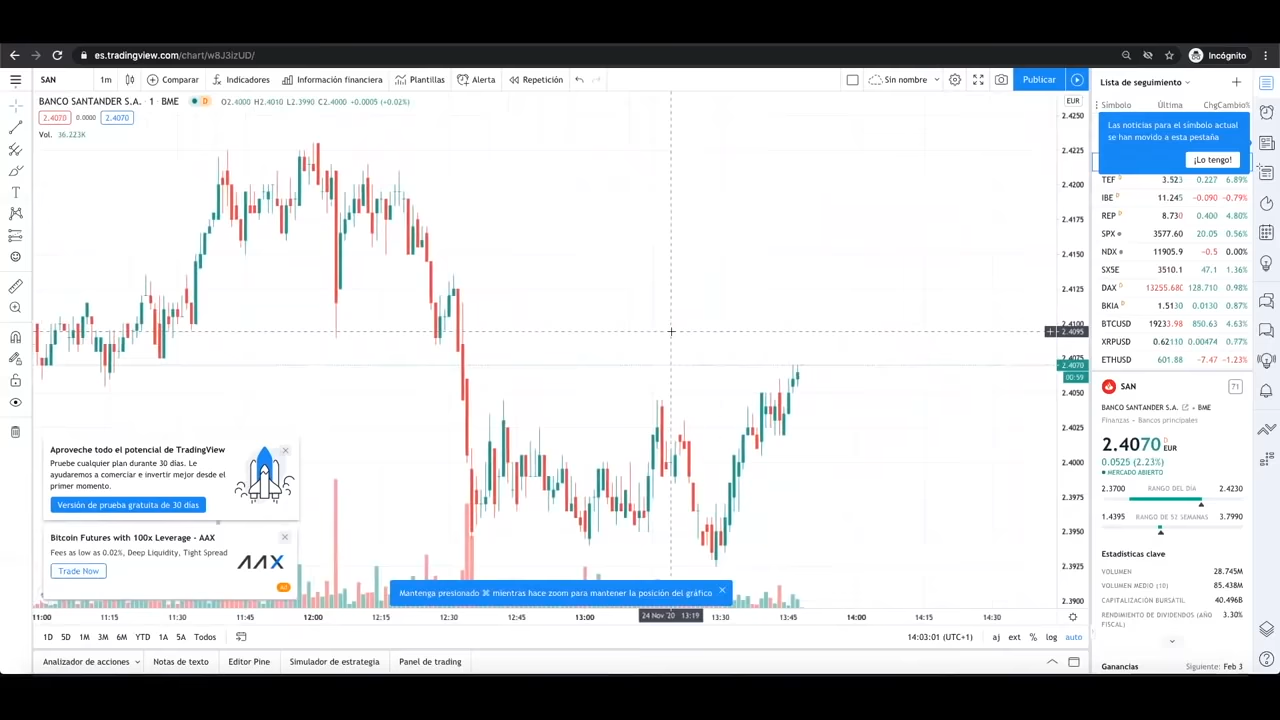 es.tradingview.com/chart/w8J3izUD/
Incógnito
SAN
1m
Comparar
Indicadores
Información financiera
Plantillas
Alerta
Repetición
Sin nombre
Publicar
Lista de seguimiento
BANCO SANTANDER S.A. · 1 · BME
D
O2.4000 H2.4010 L2.3990 C2.4000 +0.0005 (+0.02%)
2.4070 0.0000 2.4070
Vol. 36.223K
EUR
2.4250
2.4225
2.4200
2.4175
2.4150
2.4125
2.4100
2.4095
2.4075
2.4070
00:59
2.4050
2.4025
2.4000
2.3975
2.3950
2.3925
2.3900
Símbolo Última Chg Cambio%
Las noticias para el símbolo actual
se han movido a esta pestaña
¡Lo tengo!
TEF D 3.523 0.227 6.89%
IBE D 11.245 -0.090 -0.79%
REP D 8.730 0.400 4.80%
SPX 3577.60 20.05 0.56%
NDX 11905.9 -0.5 0.00%
SX5E 3510.1 47.1 1.36%
DAX D 13255.680 128.710 0.98%
BKIA D 1.5130 0.0130 0.87%
BTCUSD 19233.98 850.63 4.63%
XRPUSD 0.62110 0.00474 0.77%
ETHUSD 601.88 -7.47 -1.23%
SAN
71
BANCO SANTANDER S.A. BME
Finanzas - Bancos principales
2.4070 D EUR
0.0525 (2.23%)
MERCADO ABIERTO
2.3700 RANGO DEL DÍA 2.4230
1.4395 RANGO DE 52 SEMANAS 3.7990
Estadísticas clave
VOLUMEN 28.745M
VOLUMEN MEDIO (10) 85.438M
CAPITALIZACIÓN BURSÁTIL 40.496B
RENDIMIENTO DE DIVIDENDOS (AÑO 3.30%
FISCAL)
Ganancias Siguiente: Feb 3
Aproveche todo el potencial de TradingView
Pruebe cualquier plan durante 30 días. Le
ayudaremos a comerciar e invertir mejor desde el
primer momento.
Versión de prueba gratuita de 30 días
Bitcoin Futures with 100x Leverage - AAX
Fees as low as 0.02%, Deep Liquidity, Tight Spread
Trade Now
AAX
Ad
Mantenga presionado ⌘ mientras hace zoom para mantener la posición del gráfico
11:00 11:15 11:30 11:45 12:00 12:15 12:30 12:45 13:00 24 Nov '20 13:19 13:30 13:45 14:00 14:15 14:30
1D 5D 1M 3M 6M YTD 1A 5A Todos
14:03:01 (UTC+1)
aj ext % log auto
Analizador de acciones
Notas de texto
Editor Pine
Simulador de estrategia
Panel de trading